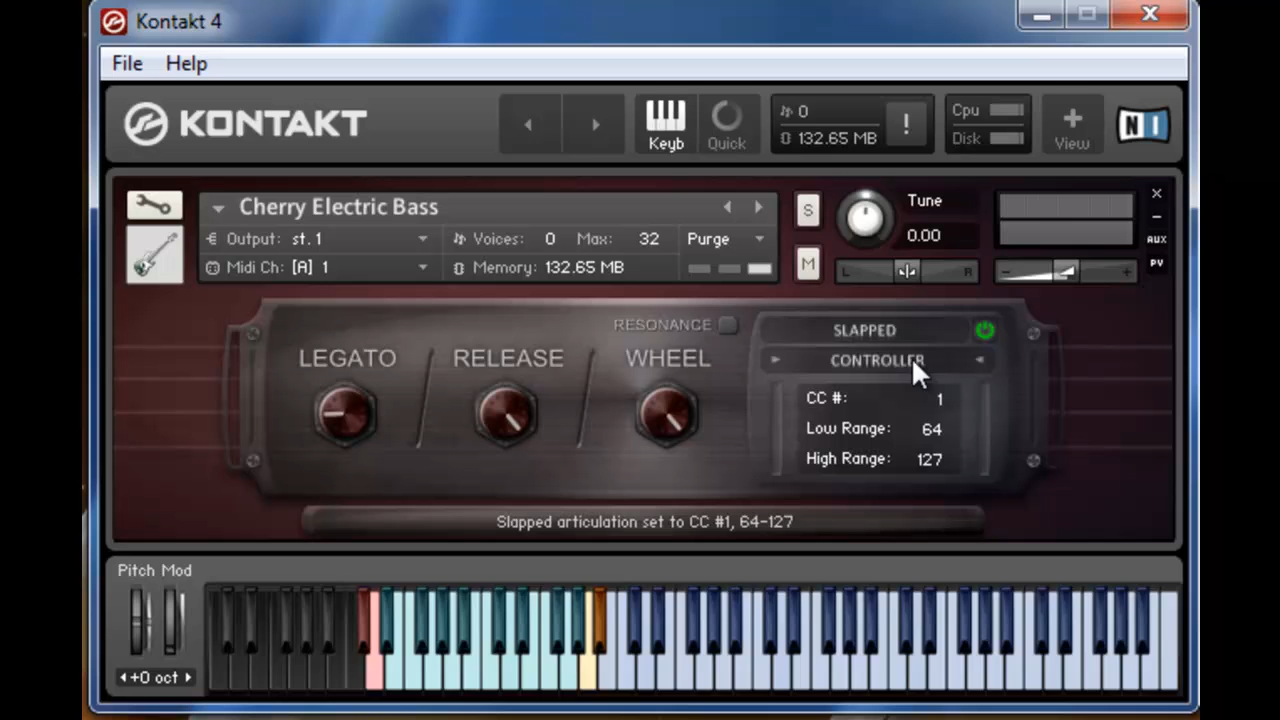 Kontakt 4
File Help
KONTAKT
Keyb
Quick
0
132.65 MB
!
Cpu
Disk
View
NI
Cherry Electric Bass
Output: st.1
Voices: 0 Max: 32
Purge
Midi Ch: [A] 1
Memory: 132.65 MB
S
M
Tune
0.00
L R
- +
×
AUX
PV
RESONANCE
LEGATO
RELEASE
WHEEL
SLAPPED
CONTROLLER
CC #: 1
Low Range: 64
High Range: 127
Slapped articulation set to CC #1, 64-127
Pitch Mod
+0 oct